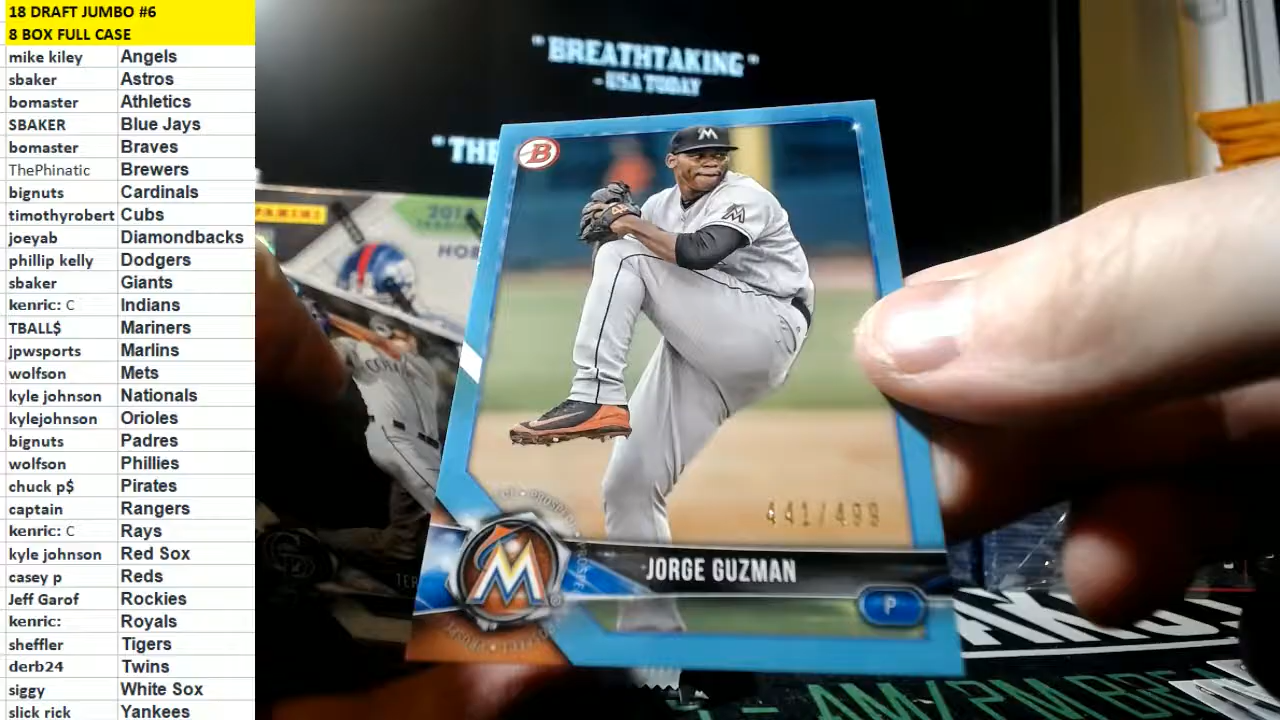 18 DRAFT JUMBO #6
8 BOX FULL CASE
mike kiley Angels
sbaker Astros
bomaster Athletics
SBAKER Blue Jays
bomaster Braves
ThePhinatic Brewers
bignuts Cardinals
timothyrobert Cubs
joeyab Diamondbacks
phillip kelly Dodgers
sbaker Giants
kenric: C Indians
TBALL$ Mariners
jpwsports Marlins
wolfson Mets
kyle johnson Nationals
kylejohnson Orioles
bignuts Padres
wolfson Phillies
chuck p$ Pirates
captain Rangers
kenric: C Rays
kyle johnson Red Sox
casey p Reds
Jeff Garof Rockies
kenric: Royals
sheffler Tigers
derb24 Twins
siggy White Sox
slick rick Yankees
"BREATHTAKING"
-USA TODAY
"THE
PANINI
B
M
441/499
JORGE GUZMAN
P
M
AM/PM